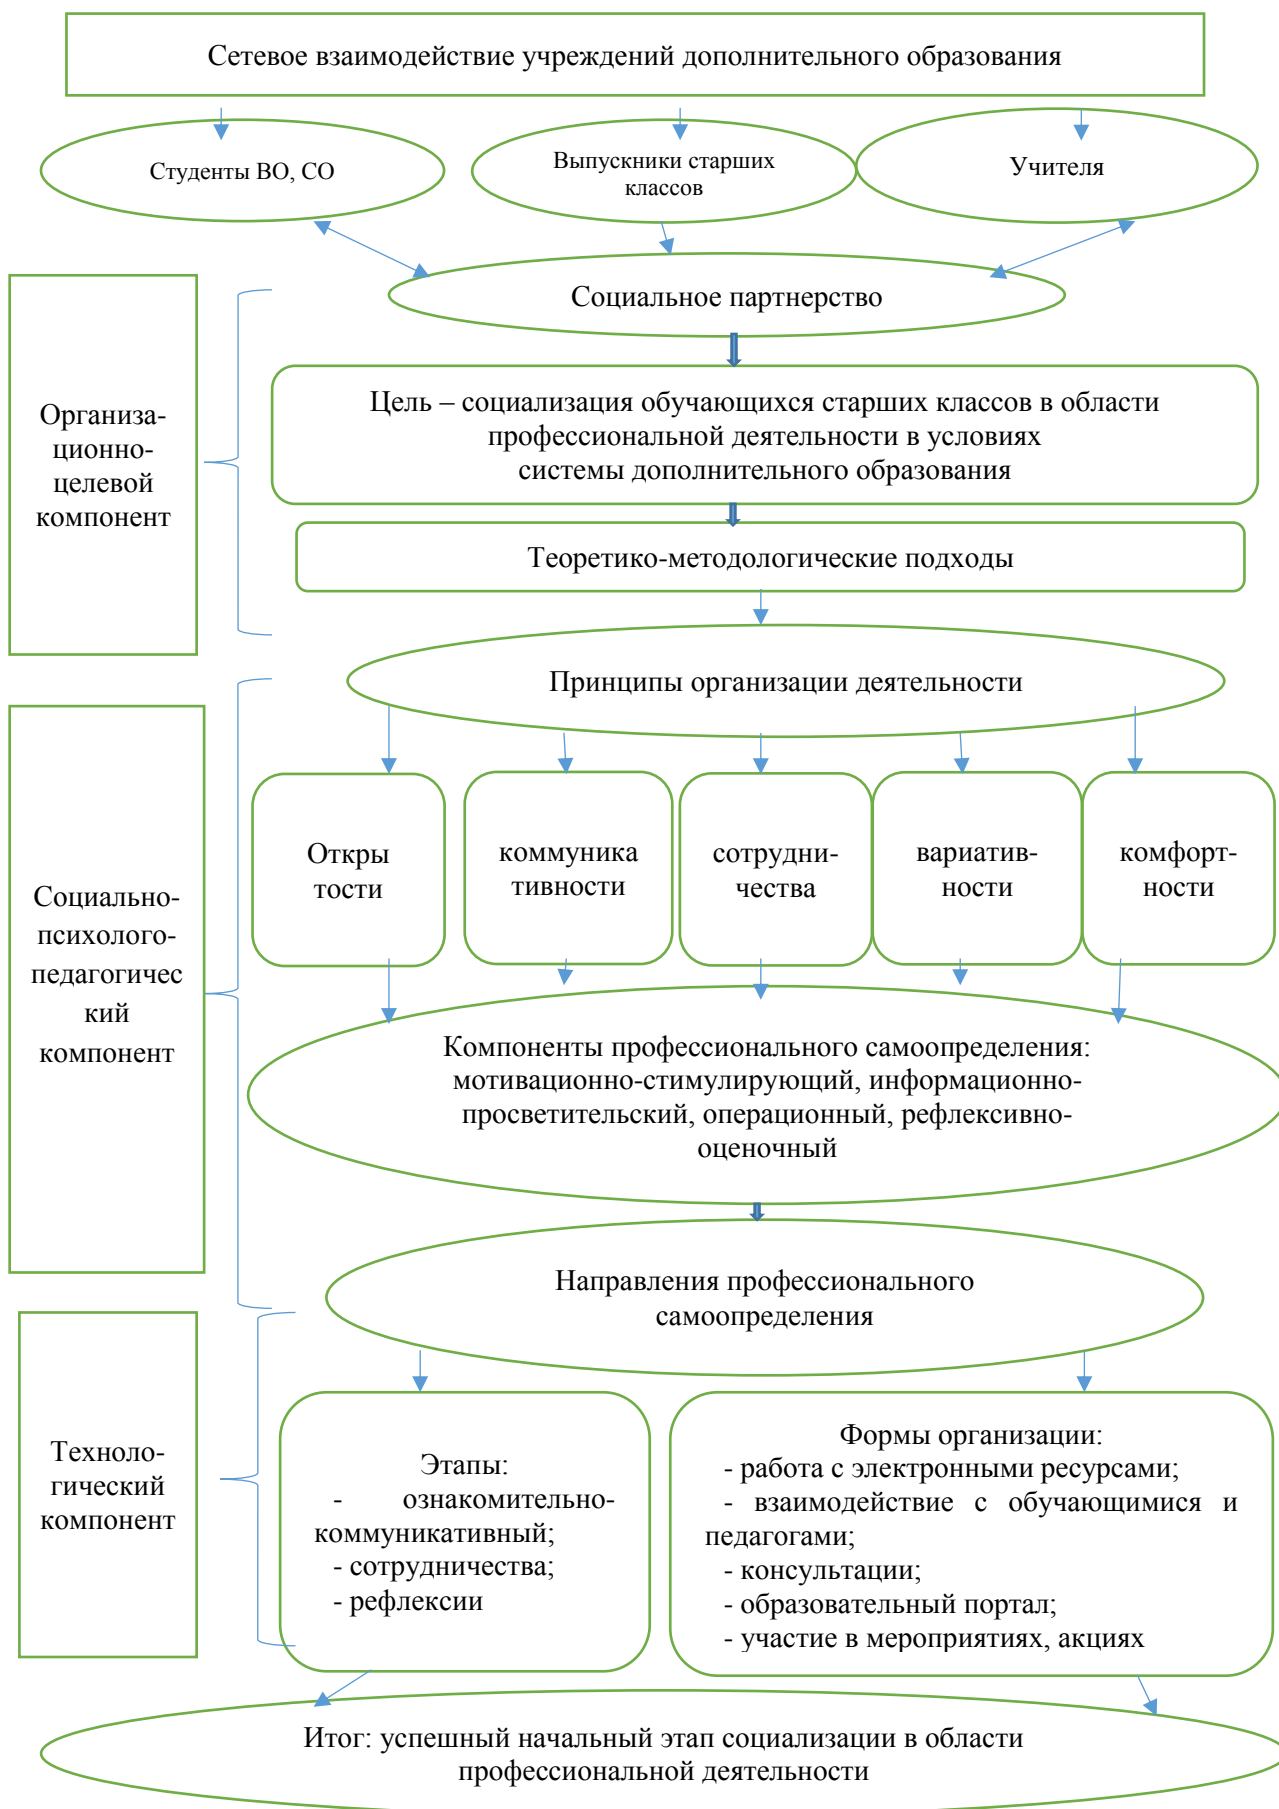 Сетевое взаимодействие учреждений дополнительного образования
Студенты ВО, СО
Выпускники старших
классов
Учителя
Социальное партнерство
Организа-
ционно-
целевой
компонент
Цель – социализация обучающихся старших классов в области
профессиональной деятельности в условиях
системы дополнительного образования
Теоретико-методологические подходы
Принципы организации деятельности
Социально-
психолого-
педагогичес
кий
компонент
Откры
тости
коммуника
тивности
сотрудни-
чества
вариатив-
ности
комфорт-
ности
Компоненты профессионального самоопределения:
мотивационно-стимулирующий, информационно-
просветительский, операционный, рефлексивно-
оценочный
Направления профессионального
самоопределения
Техноло-
гический
компонент
Этапы:
- ознакомительно-
коммуникативный;
- сотрудничества;
- рефлексии
Формы организации:
- работа с электронными ресурсами;
- взаимодействие с обучающимися и
педагогами;
- консультации;
- образовательный портал;
- участие в мероприятиях, акциях
Итог: успешный начальный этап социализации в области
профессиональной деятельности